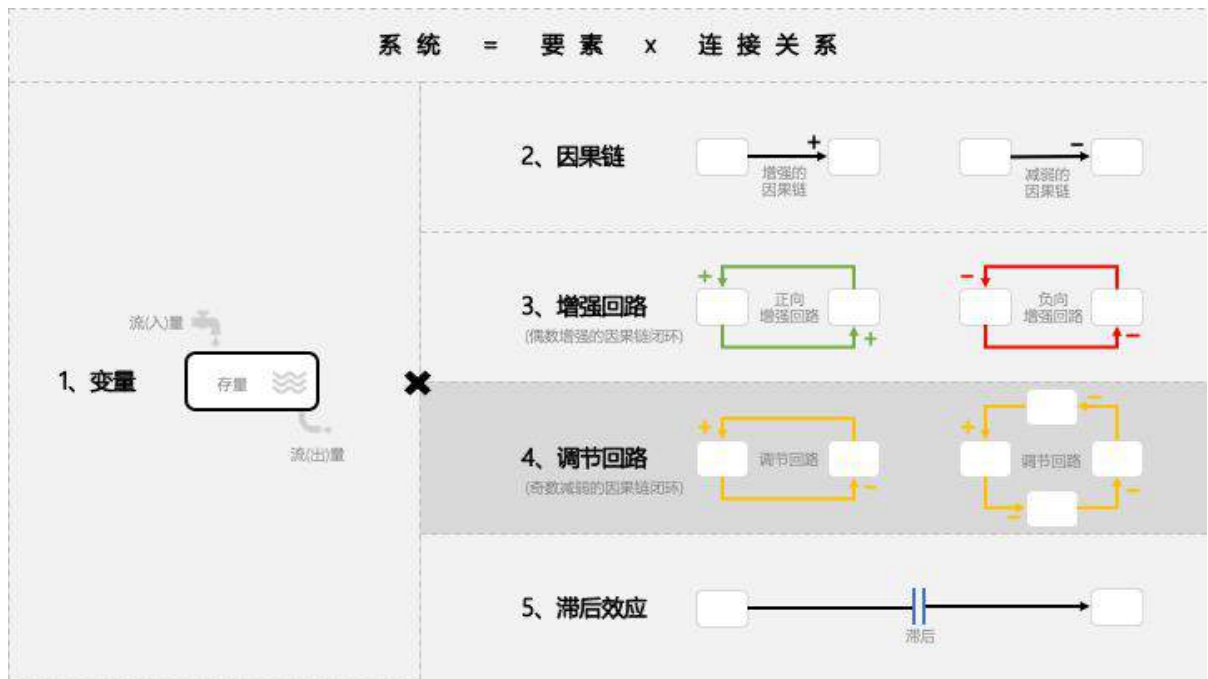 系统 = 要素 x 连接关系
1、变量
流(入)量
存量
流(出)量
×
2、因果链
+
增强的
因果链
-
减弱的
因果链
3、增强回路
(偶数增强的因果链闭环)
+
正向
增强回路
+
-
负向
增强回路
-
4、调节回路
(奇数减弱的因果链闭环)
+
调节回路
-
-
+
调节回路
-
-
5、滞后效应
滞后